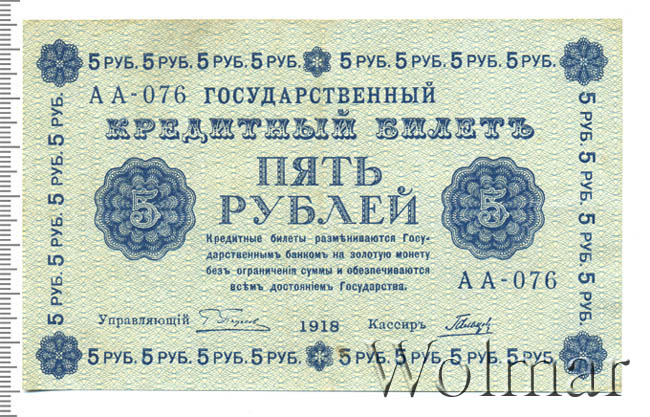 5 РУБ. 5 РУБ. 5 РУБ. 5 РУБ. 5 РУБ. 5 РУБ. 5 РУБ. 5 РУБ.
АА-076 ГОСУДАРСТВЕННЫЙ
КРЕДИТНЫЙ БИЛЕТЪ
5 ПЯТЬ 5
РУБЛЕЙ
Кредитные билеты размѣниваются Госу-
дарственнымъ банкомъ на золотую монету
безъ ограниченія суммы и обезпечиваются
всѣмъ достояніемъ Государства.
АА-076
Управляющій 1918 Кассиръ
5 РУБ. 5 РУБ. 5 РУБ. 5 РУБ. 5 РУБ. 5 РУБ. 5 РУБ. 5 РУБ.
5 РУБ. 5 РУБ. 5 РУБ. 5 РУБ. 5 РУБ.
5 РУБ. 5 РУБ. 5 РУБ. 5 РУБ. 5 РУБ.
Wolmar